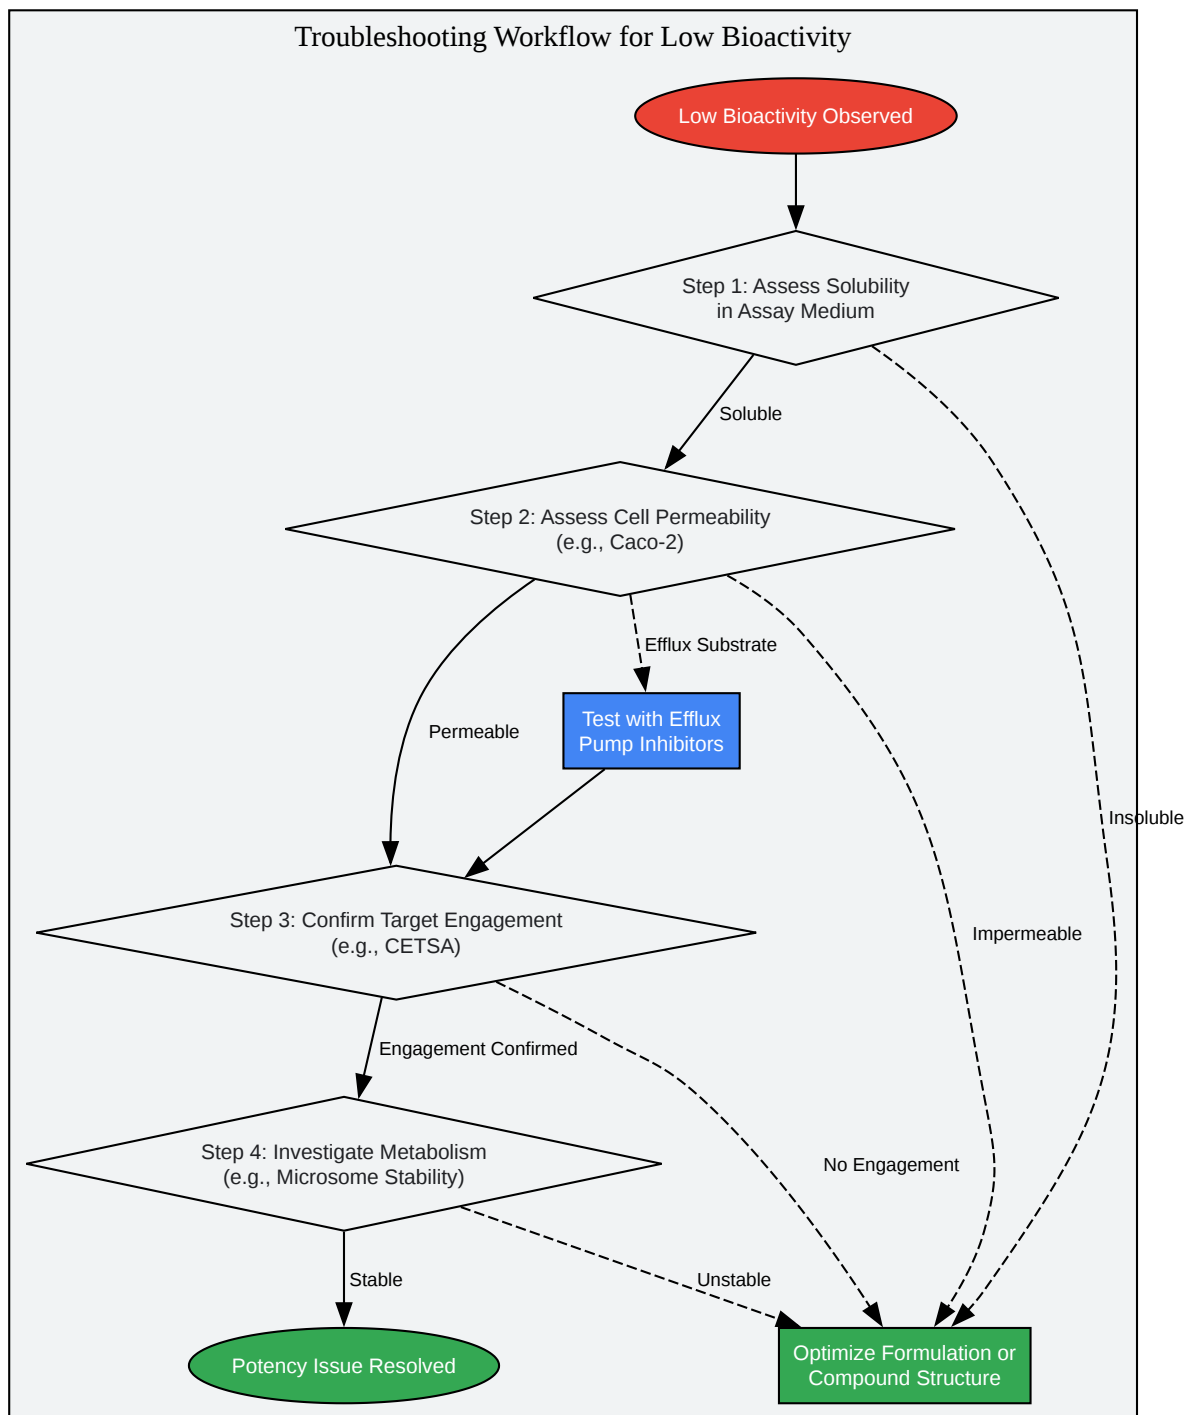 Troubleshooting Workflow for Low Bioactivity
Low Bioactivity Observed
Step 1: Assess Solubility
in Assay Medium
Soluble
Step 2: Assess Cell Permeability
(e.g., Caco-2)
Efflux Substrate
Test with Efflux
Pump Inhibitors
Permeable
Insoluble
Step 3: Confirm Target Engagement
(e.g., CETSA)
Impermeable
Engagement Confirmed
Step 4: Investigate Metabolism
(e.g., Microsome Stability)
No Engagement
Stable
Unstable
Potency Issue Resolved
Optimize Formulation or
Compound Structure